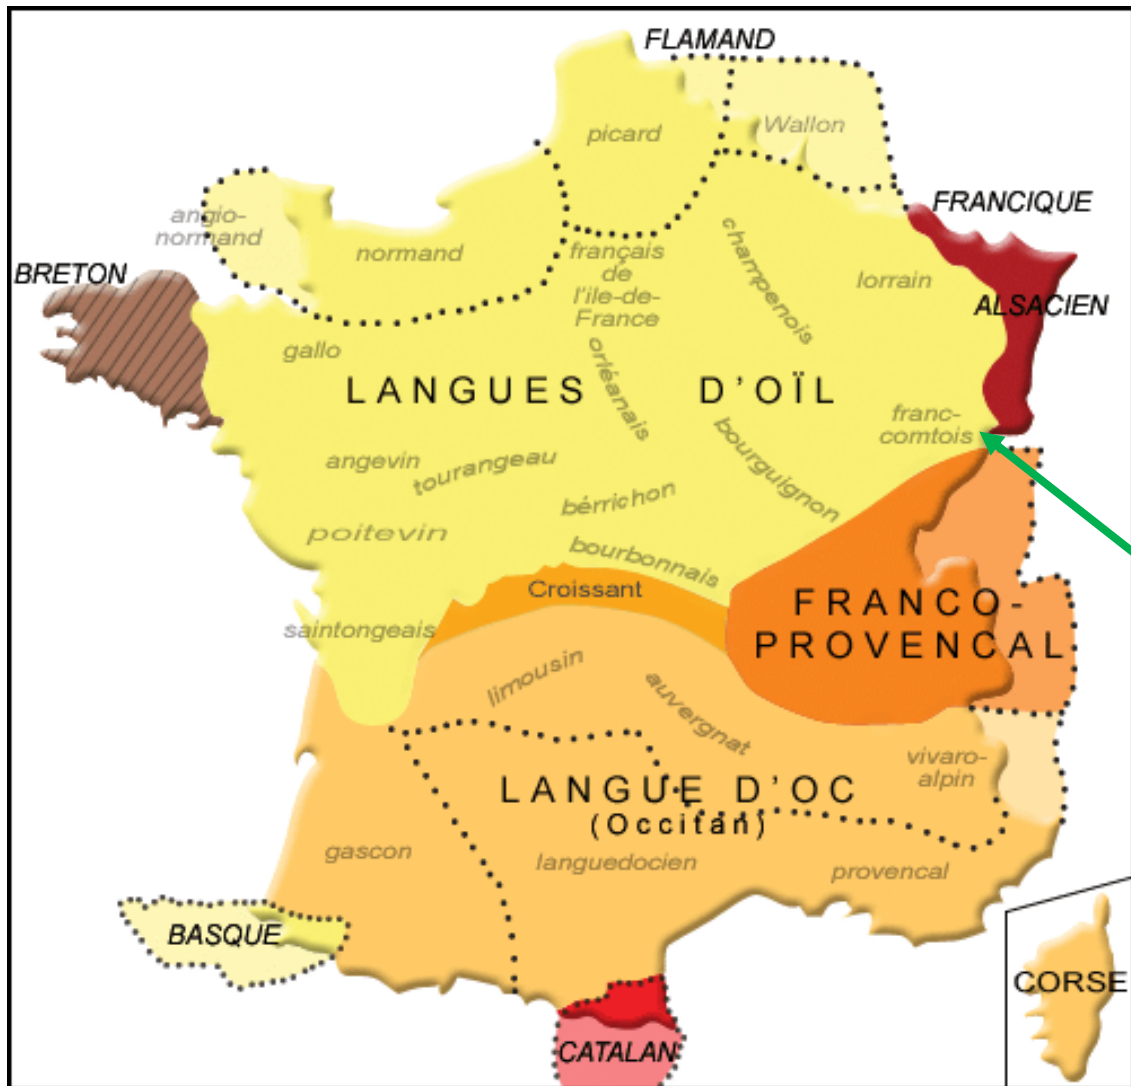 FLAMAND
picard
Wallon
FRANCIQUE
anglo-
normand
normand
français
de
l'ile-de-
France
champenois
lorrain
BRETON
ALSACIEN
gallo
orléanais
LANGUES D'OÏL
franc-
comtois
angevin
tourangeau
bourguignon
bérrichon
poitevin
bourbonnais
Croissant
FRANCO-
PROVENCAL
saintongeais
limousin
auvergnat
vivaro-
alpin
LANGUE D'OC
(Occitan)
gascon
languedocien
provencal
BASQUE
CORSE
CATALAN